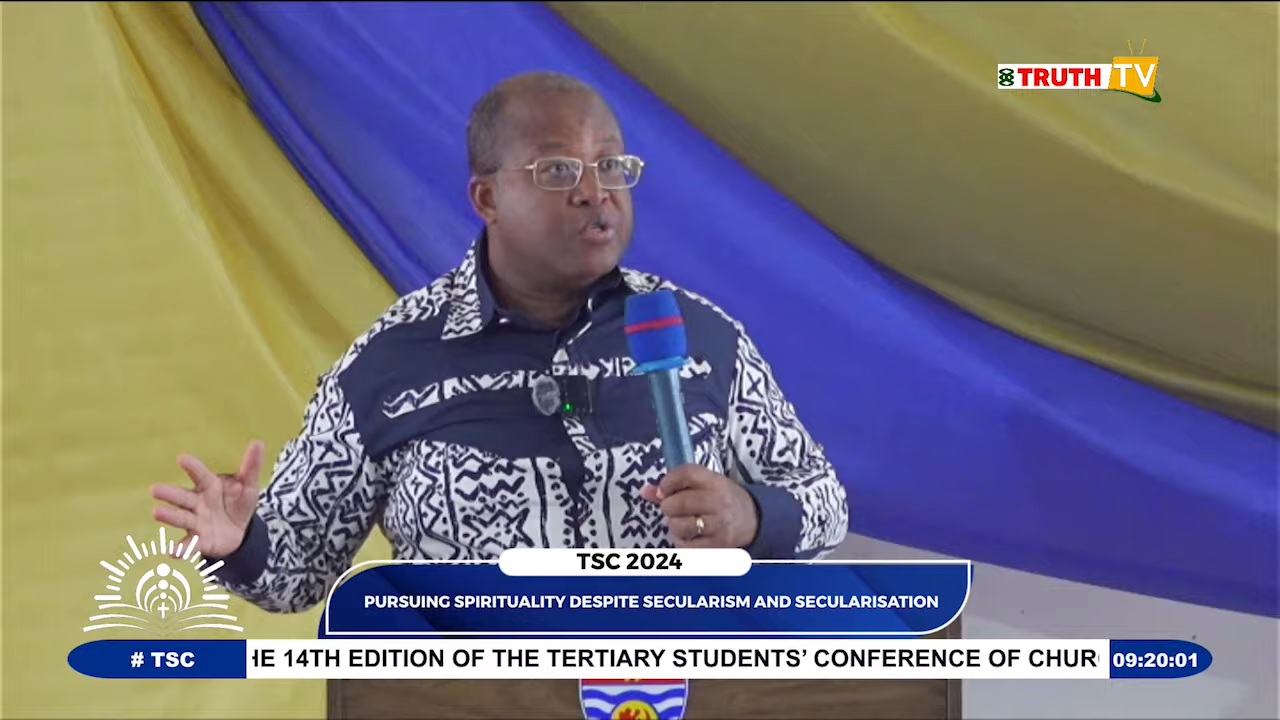 TRUTH TV
TSC 2024
PURSUING SPIRITUALITY DESPITE SECULARISM AND SECULARISATION
# TSC
HE 14TH EDITION OF THE TERTIARY STUDENTS' CONFERENCE OF CHUR
09:20:01